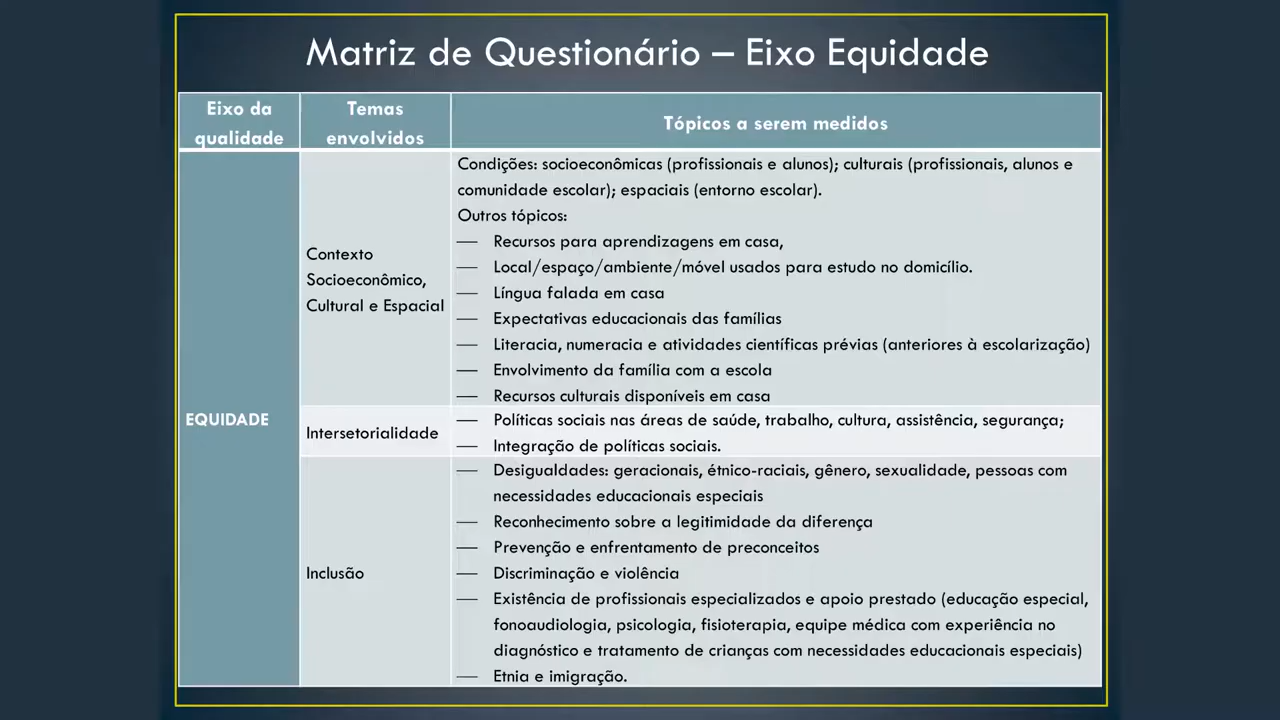 Matriz de Questionário – Eixo Equidade
Eixo da
qualidade
Temas
envolvidos
Tópicos a serem medidos
EQUIDADE
Contexto
Socioeconômico,
Cultural e Espacial
Condições: socioeconômicas (profissionais e alunos); culturais (profissionais, alunos e
comunidade escolar); espaciais (entorno escolar).
Outros tópicos:
— Recursos para aprendizagens em casa,
— Local/espaço/ambiente/móvel usados para estudo no domicílio.
— Língua falada em casa
— Expectativas educacionais das famílias
— Literacia, numeracia e atividades científicas prévias (anteriores à escolarização)
— Envolvimento da família com a escola
— Recursos culturais disponíveis em casa
Intersetorialidade
— Políticas sociais nas áreas de saúde, trabalho, cultura, assistência, segurança;
— Integração de políticas sociais.
Inclusão
— Desigualdades: geracionais, étnico-raciais, gênero, sexualidade, pessoas com
necessidades educacionais especiais
— Reconhecimento sobre a legitimidade da diferença
— Prevenção e enfrentamento de preconceitos
— Discriminação e violência
— Existência de profissionais especializados e apoio prestado (educação especial,
fonoaudiologia, psicologia, fisioterapia, equipe médica com experiência no
diagnóstico e tratamento de crianças com necessidades educacionais especiais)
— Etnia e imigração.